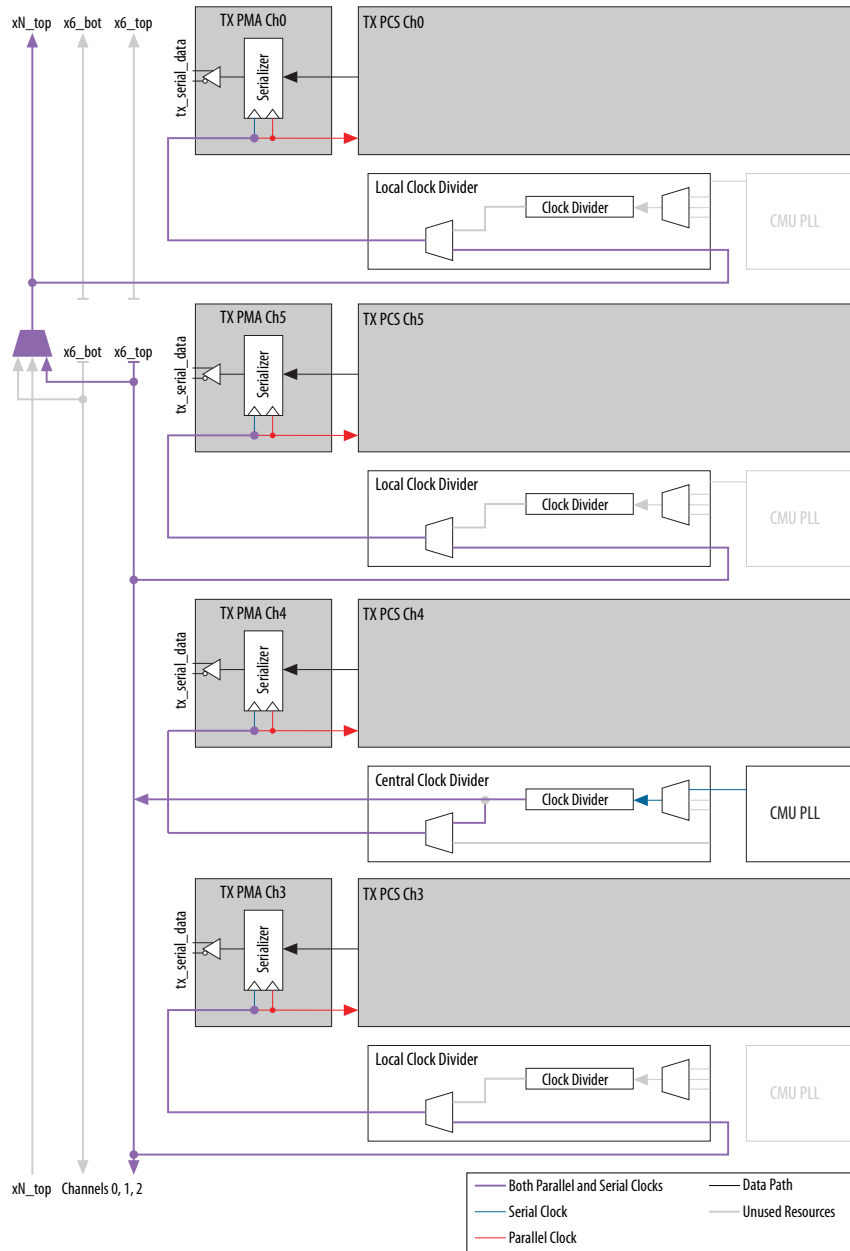 xN_top x6_bot x6_top
TX PMA Ch0
TX PCS Ch0
tx_serial_data
Serializer
Local Clock Divider
Clock Divider
CMU PLL
x6_bot x6_top
TX PMA Ch5
TX PCS Ch5
tx_serial_data
Serializer
Local Clock Divider
Clock Divider
CMU PLL
TX PMA Ch4
TX PCS Ch4
tx_serial_data
Serializer
Central Clock Divider
Clock Divider
CMU PLL
TX PMA Ch3
TX PCS Ch3
tx_serial_data
Serializer
Local Clock Divider
Clock Divider
CMU PLL
xN_top Channels 0, 1, 2
Both Parallel and Serial Clocks
Data Path
Serial Clock
Unused Resources
Parallel Clock